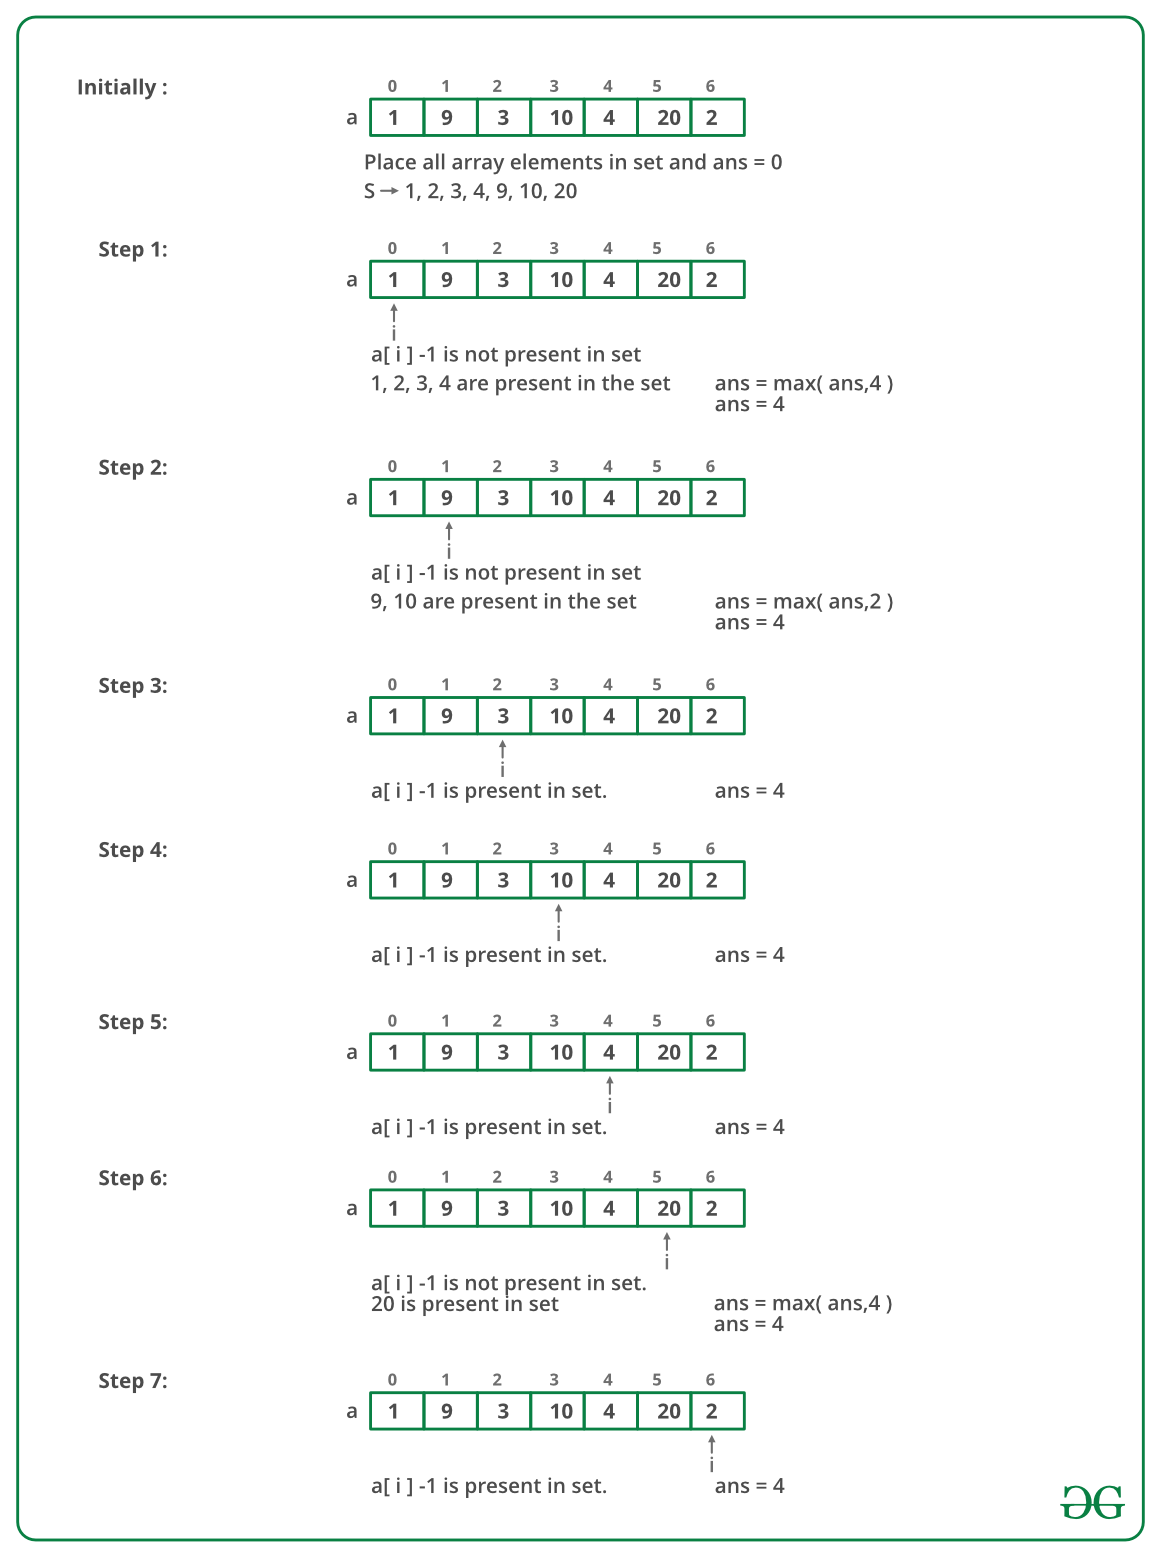 Initially :
0 1 2 3 4 5 6
a 1 9 3 10 4 20 2
Place all array elements in set and ans = 0
S → 1, 2, 3, 4, 9, 10, 20
Step 1:
0 1 2 3 4 5 6
a 1 9 3 10 4 20 2
i
a[ i ] -1 is not present in set
1, 2, 3, 4 are present in the set ans = max( ans,4 )
ans = 4
Step 2:
0 1 2 3 4 5 6
a 1 9 3 10 4 20 2
i
a[ i ] -1 is not present in set
9, 10 are present in the set ans = max( ans,2 )
ans = 4
Step 3:
0 1 2 3 4 5 6
a 1 9 3 10 4 20 2
i
a[ i ] -1 is present in set. ans = 4
Step 4:
0 1 2 3 4 5 6
a 1 9 3 10 4 20 2
i
a[ i ] -1 is present in set. ans = 4
Step 5:
0 1 2 3 4 5 6
a 1 9 3 10 4 20 2
i
a[ i ] -1 is present in set. ans = 4
Step 6:
0 1 2 3 4 5 6
a 1 9 3 10 4 20 2
i
a[ i ] -1 is not present in set.
20 is present in set ans = max( ans,4 )
ans = 4
Step 7:
0 1 2 3 4 5 6
a 1 9 3 10 4 20 2
i
a[ i ] -1 is present in set. ans = 4